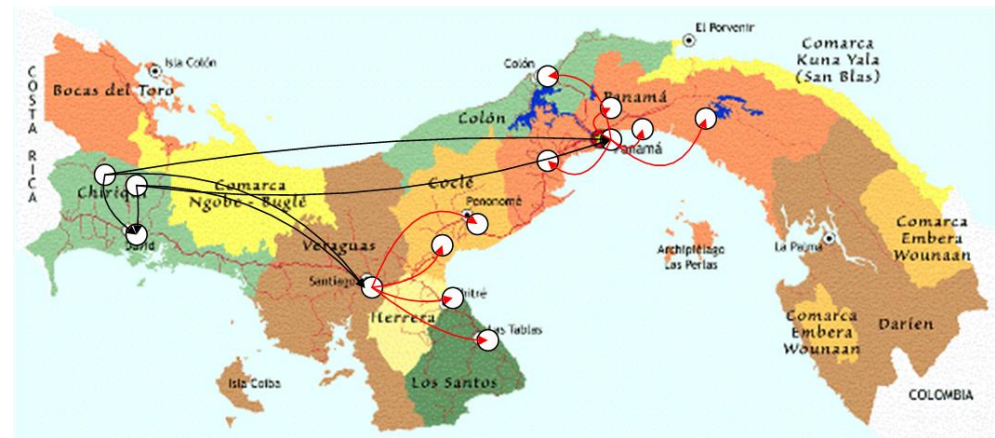 El Porvenir
Comarca
Kuna Yala
(San Blas)
COSTA RICA
Isla Colón
Bocas del Toro
Colón
Panamá
Colón
Panamá
Chiriquí
Comarca
Ngobe - Buglé
Coclé
Penonomé
David
Veraguas
Santiago
Chitré
Herrera
Las Tablas
Los Santos
Isla Coiba
Archipiélago
Las Perlas
La Palma
Comarca
Embera
Wounaan
Comarca
Embera
Wounaan
Daríen
COLOMBIA